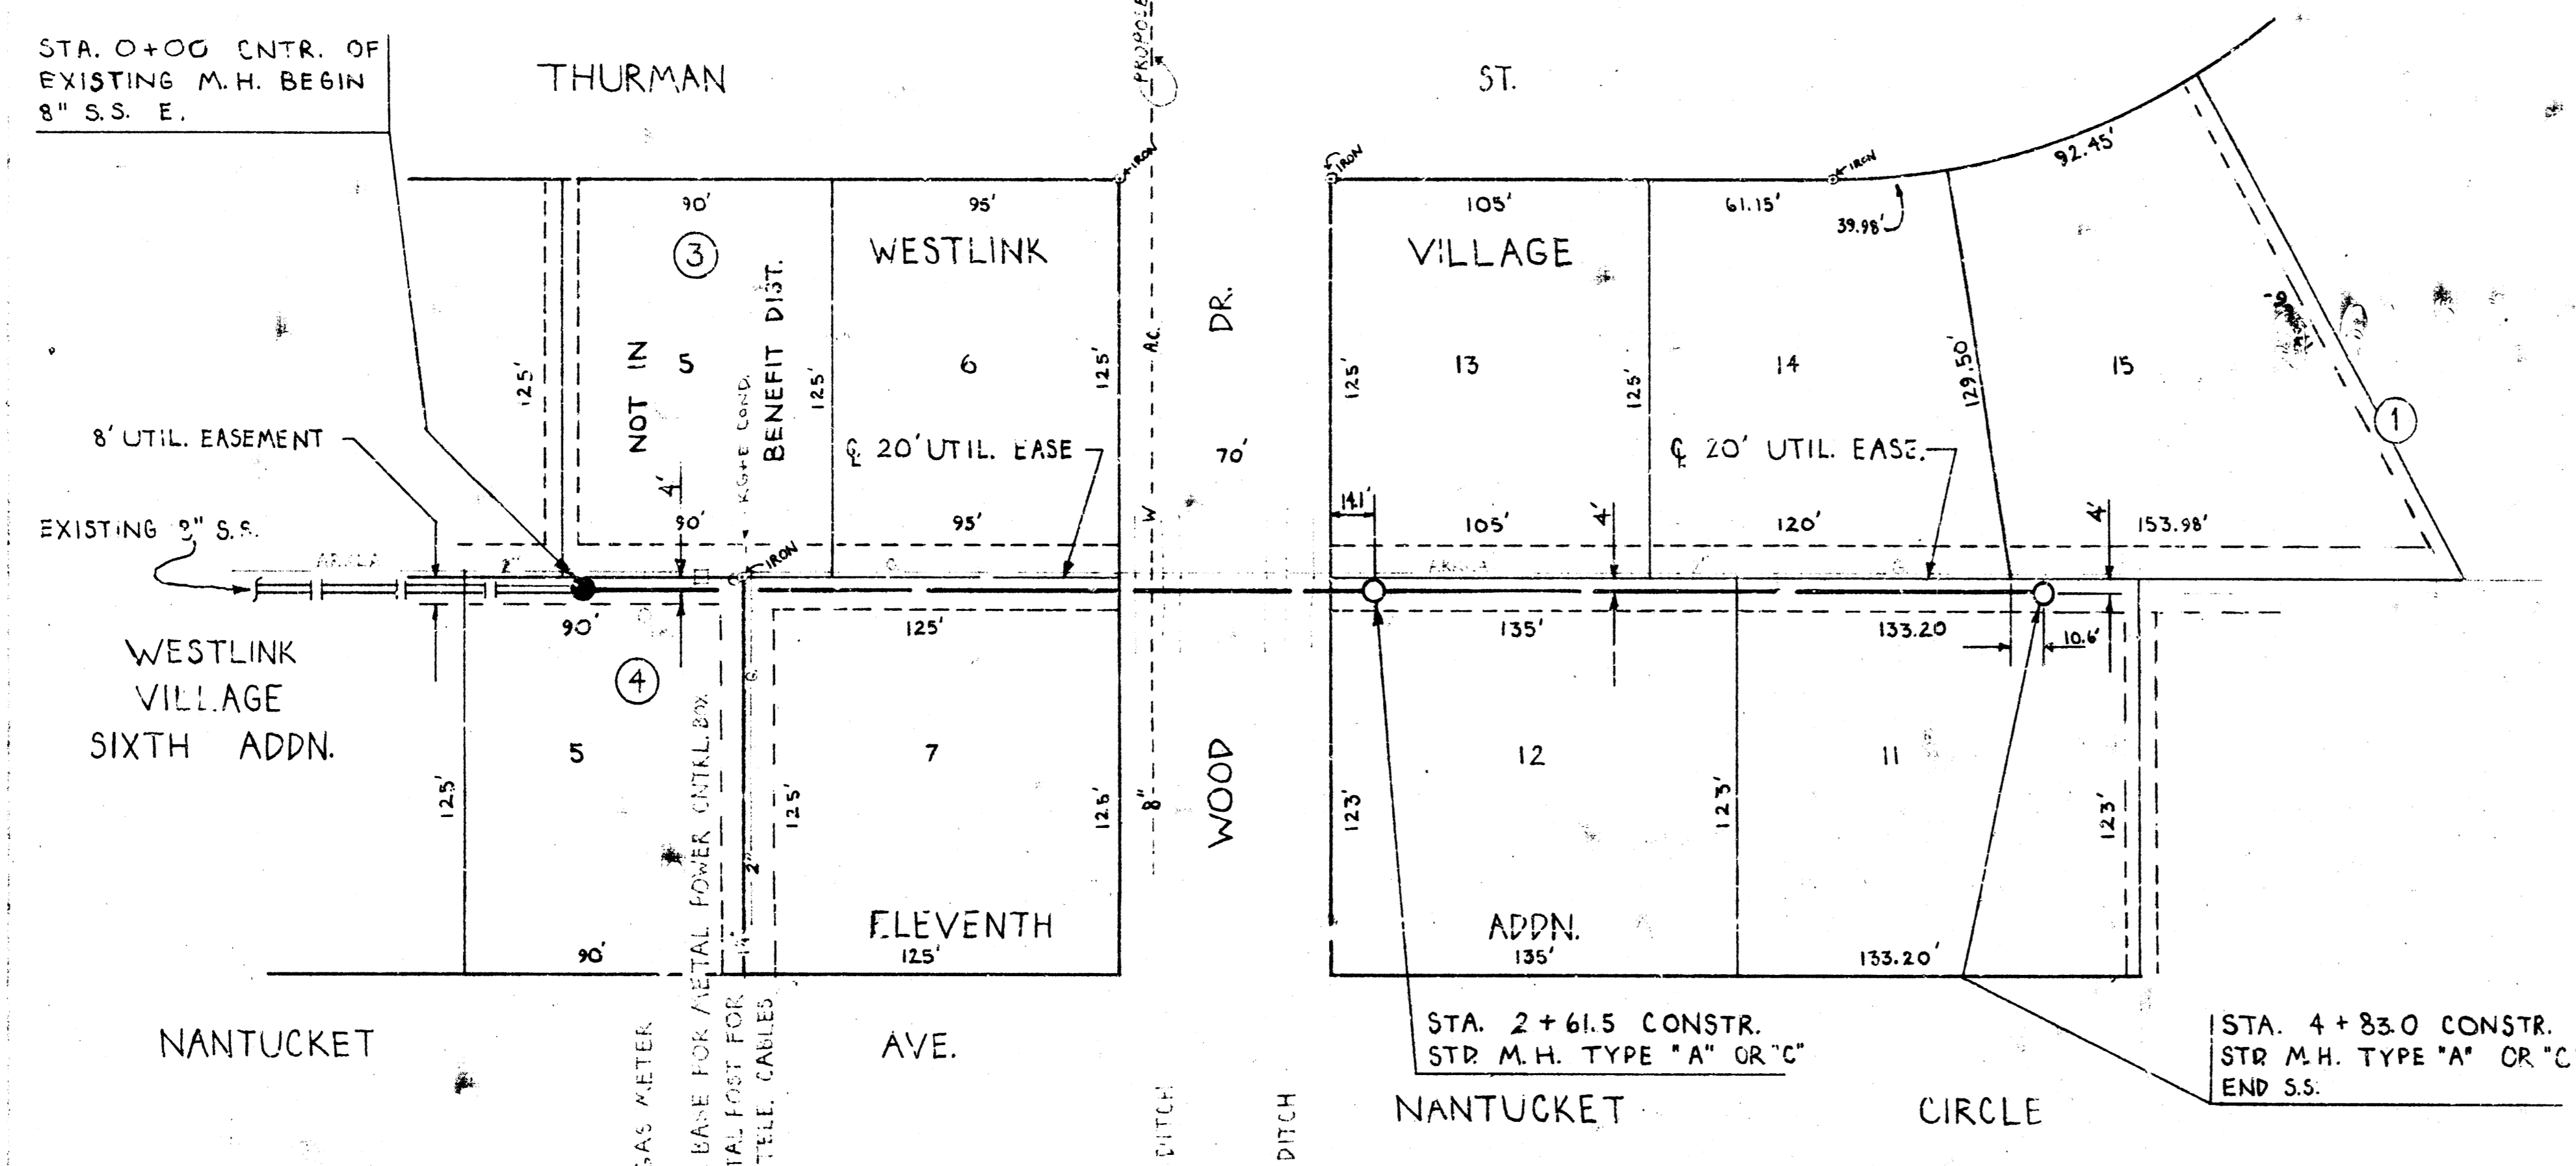 STA. 0+00 CNTR. OF
EXISTING M.H. BEGIN
8" S.S. E.
THURMAN
ST.
IRON
IRON
IRON
92.45'
90'
95'
105'
61.15'
39.98'
3
WESTLINK
VILLAGE
NOT IN
BENEFIT DIST.
KG&E COND.
DR.
A.C.
125'
5
125'
6
125'
125'
13
125'
14
129.50'
15
1
8' UTIL. EASEMENT
℄ 20' UTIL. EASE
70'
℄ 20' UTIL. EASE.
4'
14.1'
4'
4'
EXISTING 8" S.S.
90'
95'
W
105'
120'
153.98'
2"
IRON
G
90'
125'
135'
133.20
10.6'
WESTLINK
VILLAGE
SIXTH ADDN.
4
G
5
7
WOOD
12
11
125'
125'
125'
8"
123'
123'
123'
2"
ELEVENTH
ADDN.
90'
125'
135'
133.20'
GAS METER
BASE FOR METAL POWER CNTRL. BOX
TAL POST FOR
TELE. CABLES
NANTUCKET
AVE.
DITCH
DITCH
STA. 2+61.5 CONSTR.
STD. M.H. TYPE "A" OR "C"
STA. 4+83.0 CONSTR.
STD. M.H. TYPE "A" OR "C
END S.S.
NANTUCKET
CIRCLE